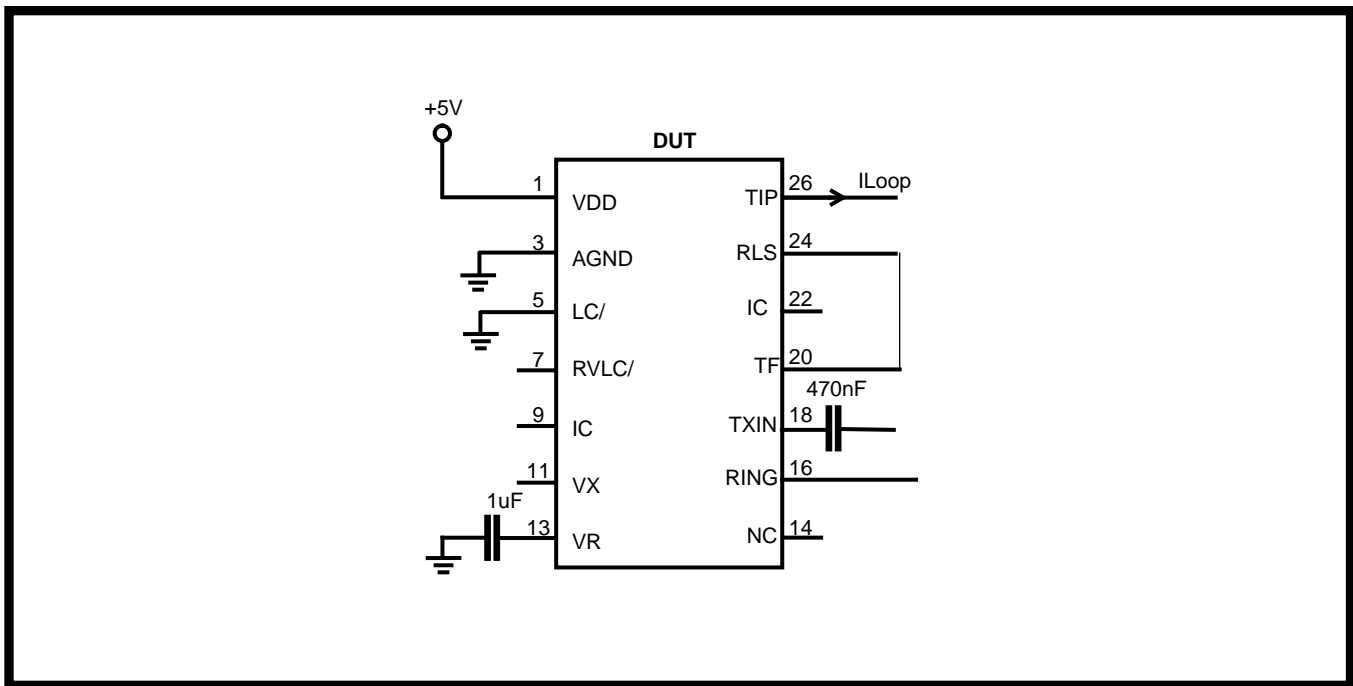 +5V
DUT
1
VDD
3
AGND
5
LC/
7
RVLC/
9
IC
11
VX
1uF
13
VR
TIP
26
ILoop
RLS
24
IC
22
TF
20
470nF
TXIN
18
RING
16
NC
14